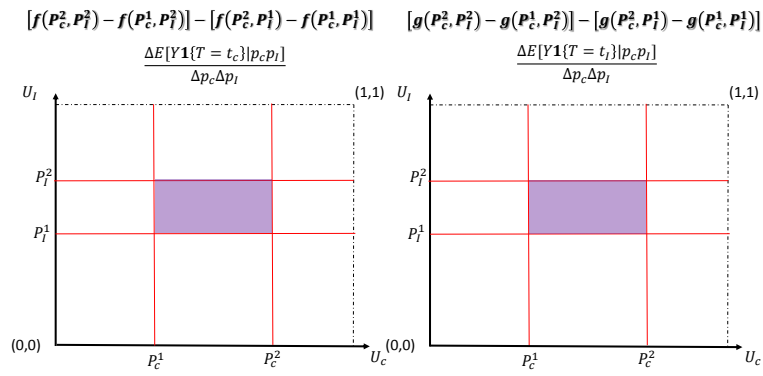 [f(P_c^2, P_I^2) − f(P_c^1, P_I^2)] − [f(P_c^2, P_I^1) − f(P_c^1, P_I^1)]
ΔE[Y1{T = t_c}|p_c p_I]
Δp_c Δp_I
U_I
(1,1)
P_I^2
P_I^1
(0,0)
P_c^1
P_c^2
U_c
[g(P_c^2, P_I^2) − g(P_c^1, P_I^2)] − [g(P_c^2, P_I^1) − g(P_c^1, P_I^1)]
ΔE[Y1{T = t_I}|p_c p_I]
Δp_c Δp_I
U_I
(1,1)
P_I^2
P_I^1
(0,0)
P_c^1
P_c^2
U_c